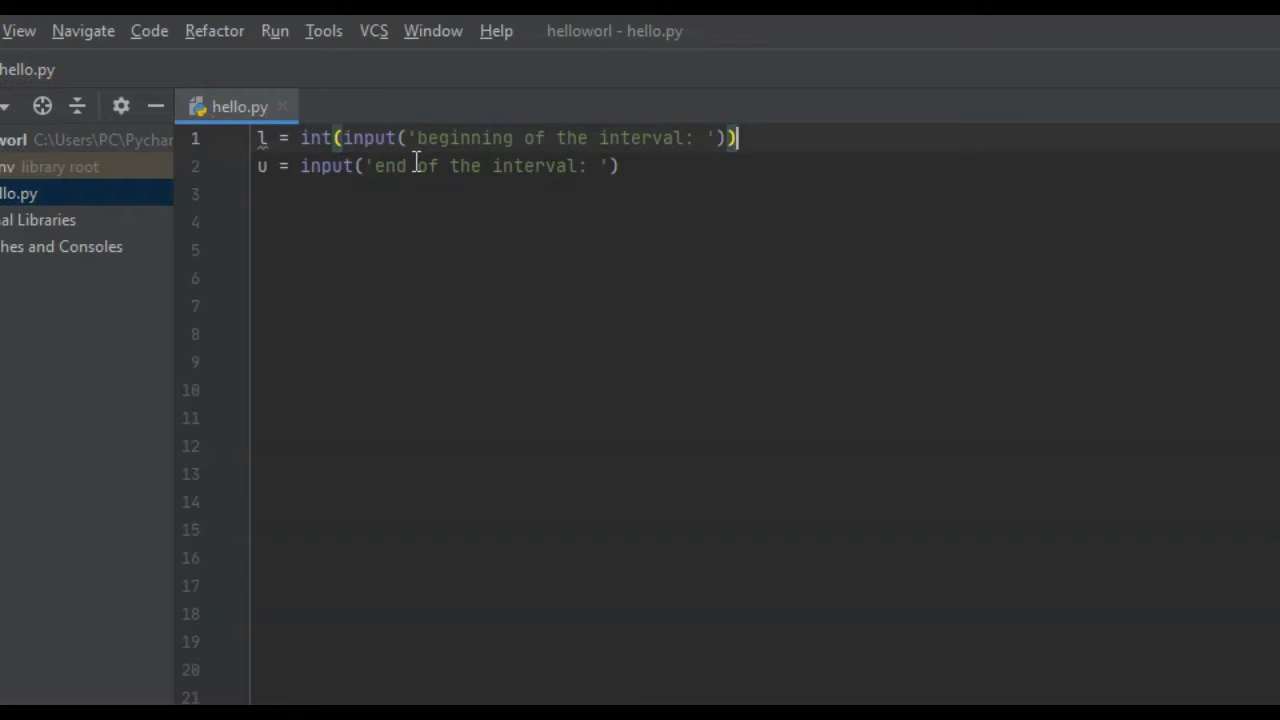 View Navigate Code Refactor Run Tools VCS Window Help helloworl - hello.py
hello.py
hello.py
worl C:\Users\PC\Pychar
nv library root
llo.py
al Libraries
hes and Consoles
1 l = int(input('beginning of the interval: '))
2 u = input('end of the interval: ')
3
4
5
6
7
8
9
10
11
12
13
14
15
16
17
18
19
20
21